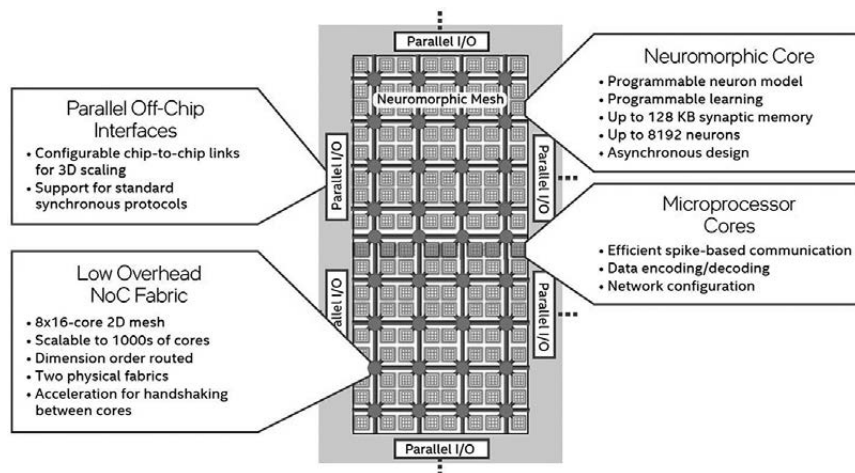 Parallel I/O
Neuromorphic Mesh
Parallel Off-Chip
Interfaces
• Configurable chip-to-chip links
for 3D scaling
• Support for standard
synchronous protocols
Low Overhead
NoC Fabric
• 8x16-core 2D mesh
• Scalable to 1000s of cores
• Dimension order routed
• Two physical fabrics
• Acceleration for handshaking
between cores
Parallel I/O
Parallel I/O
Parallel I/O
Parallel I/O
Parallel I/O
Neuromorphic Core
• Programmable neuron model
• Programmable learning
• Up to 128 KB synaptic memory
• Up to 8192 neurons
• Asynchronous design
Microprocessor
Cores
• Efficient spike-based communication
• Data encoding/decoding
• Network configuration